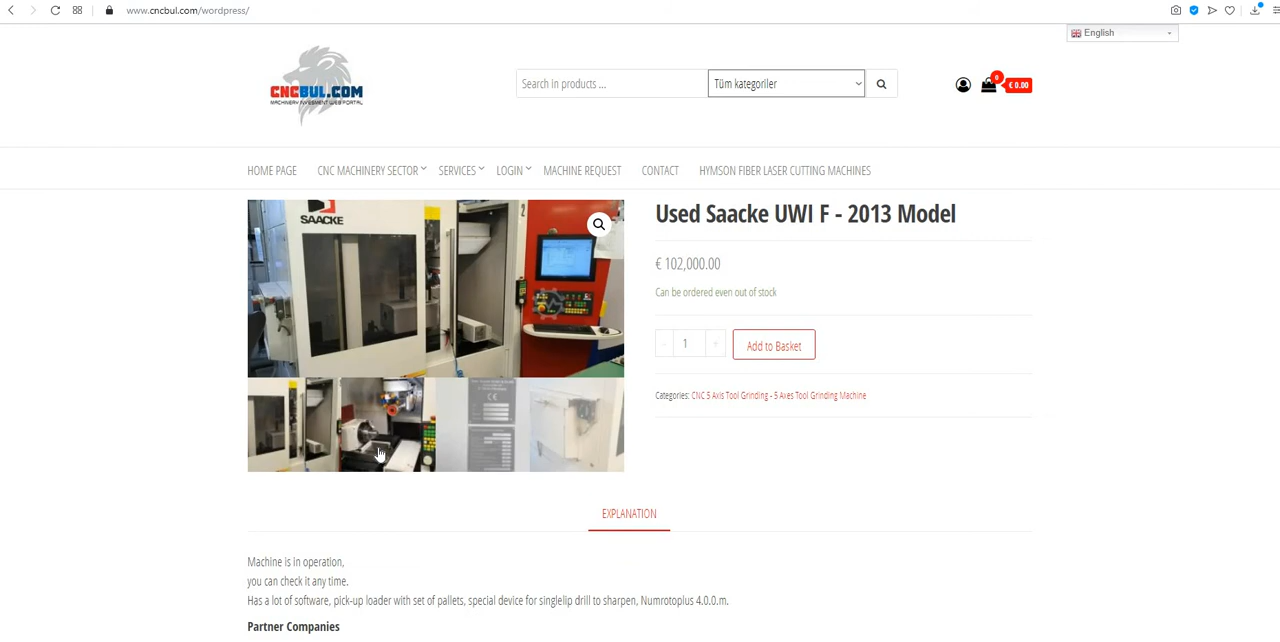 www.cncbul.com/wordpress/
English
CNCBUL.COM
MACHINERY INVESMENT WEB PORTAL
Search in products ...
Tüm kategoriler
0
€ 0.00
HOME PAGE
CNC MACHINERY SECTOR
SERVICES
LOGIN
MACHINE REQUEST
CONTACT
HYMSON FIBER LASER CUTTING MACHINES
SAACKE
2
Used Saacke UWI F - 2013 Model
€ 102,000.00
Can be ordered even out of stock
- 1 +
Add to Basket
Categories: CNC 5 Axis Tool Grinding - 5 Axes Tool Grinding Machine
EXPLANATION
Machine is in operation,
you can check it any time.
Has a lot of software, pick-up loader with set of pallets, special device for singlelip drill to sharpen, Numrotoplus 4.0.0.m.
Partner Companies